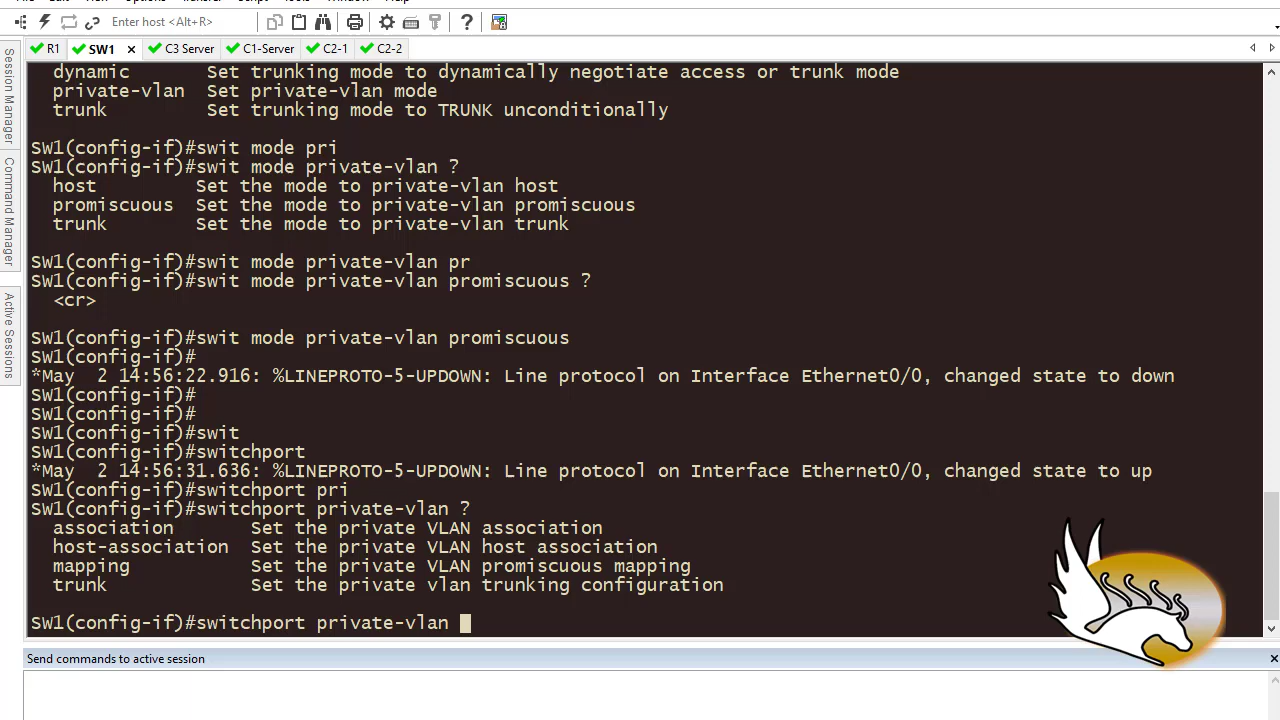 Enter host <Alt+R>
R1 SW1 C3 Server C1-Server C2-1 C2-2
Session Manager
Command Manager
Active Sessions
dynamic Set trunking mode to dynamically negotiate access or trunk mode
private-vlan Set private-vlan mode
trunk Set trunking mode to TRUNK unconditionally
SW1(config-if)#swit mode pri
SW1(config-if)#swit mode private-vlan ?
host Set the mode to private-vlan host
promiscuous Set the mode to private-vlan promiscuous
trunk Set the mode to private-vlan trunk
SW1(config-if)#swit mode private-vlan pr
SW1(config-if)#swit mode private-vlan promiscuous ?
<cr>
SW1(config-if)#swit mode private-vlan promiscuous
SW1(config-if)#
*May  2 14:56:22.916: %LINEPROTO-5-UPDOWN: Line protocol on Interface Ethernet0/0, changed state to down
SW1(config-if)#
SW1(config-if)#
SW1(config-if)#swit
SW1(config-if)#switchport
*May  2 14:56:31.636: %LINEPROTO-5-UPDOWN: Line protocol on Interface Ethernet0/0, changed state to up
SW1(config-if)#switchport pri
SW1(config-if)#switchport private-vlan ?
association Set the private VLAN association
host-association Set the private VLAN host association
mapping Set the private VLAN promiscuous mapping
trunk Set the private vlan trunking configuration
SW1(config-if)#switchport private-vlan
Send commands to active session